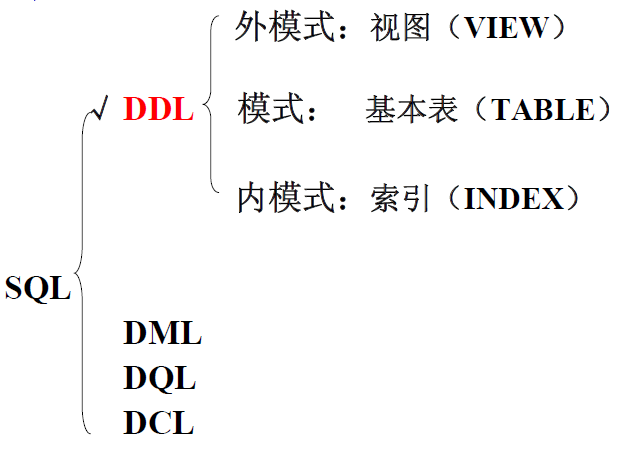 外模式：视图（VIEW）
√ DDL 模式： 基本表（TABLE）
内模式：索引（INDEX）
SQL
DML
DQL
DCL